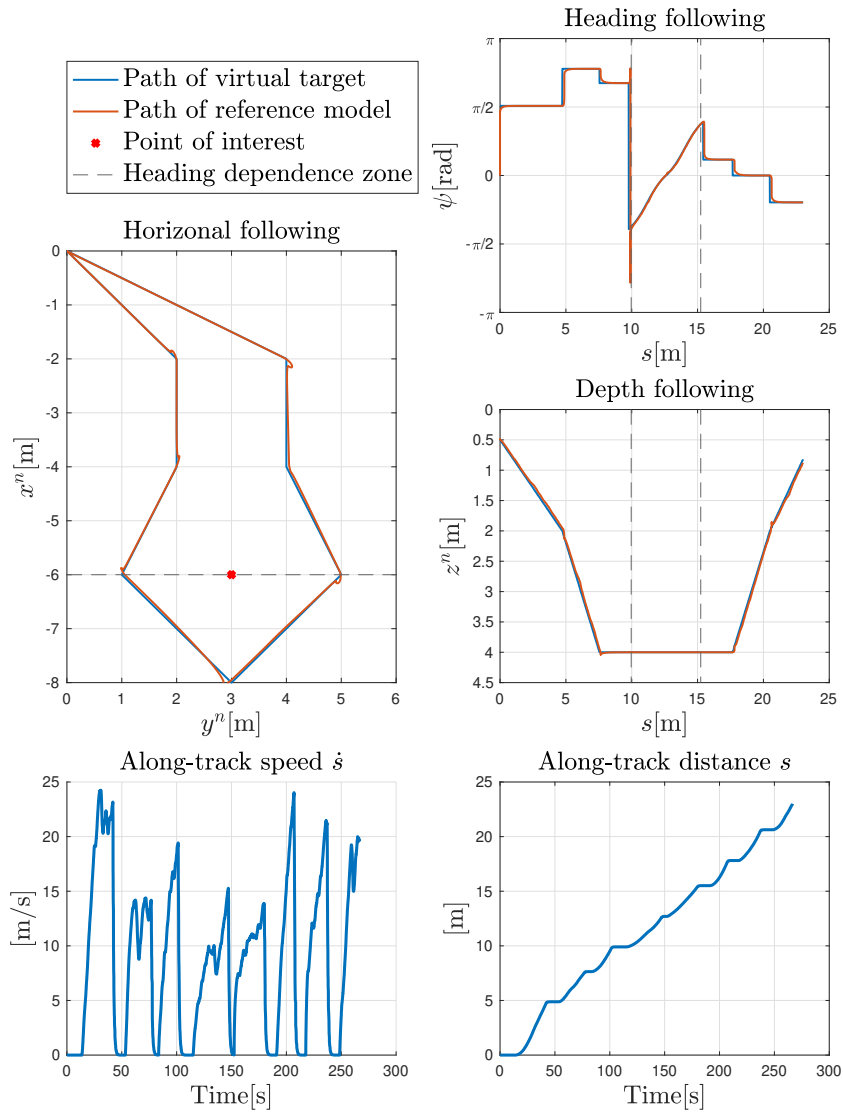 Path of virtual target
Path of reference model
Point of interest
Heading dependence zone
Heading following
π
π/2
0
-π/2
-π
ψ[rad]
0 5 10 15 20 25
s[m]
Horizonal following
0
-1
-2
-3
-4
-5
-6
-7
-8
xⁿ[m]
0 1 2 3 4 5 6
yⁿ[m]
Depth following
0
0.5
1
1.5
2
2.5
3
3.5
4
4.5
zⁿ[m]
0 5 10 15 20 25
s[m]
Along-track speed ṡ
25
20
15
10
5
0
[m/s]
0 50 100 150 200 250 300
Time[s]
Along-track distance s
25
20
15
10
5
0
[m]
0 50 100 150 200 250 300
Time[s]